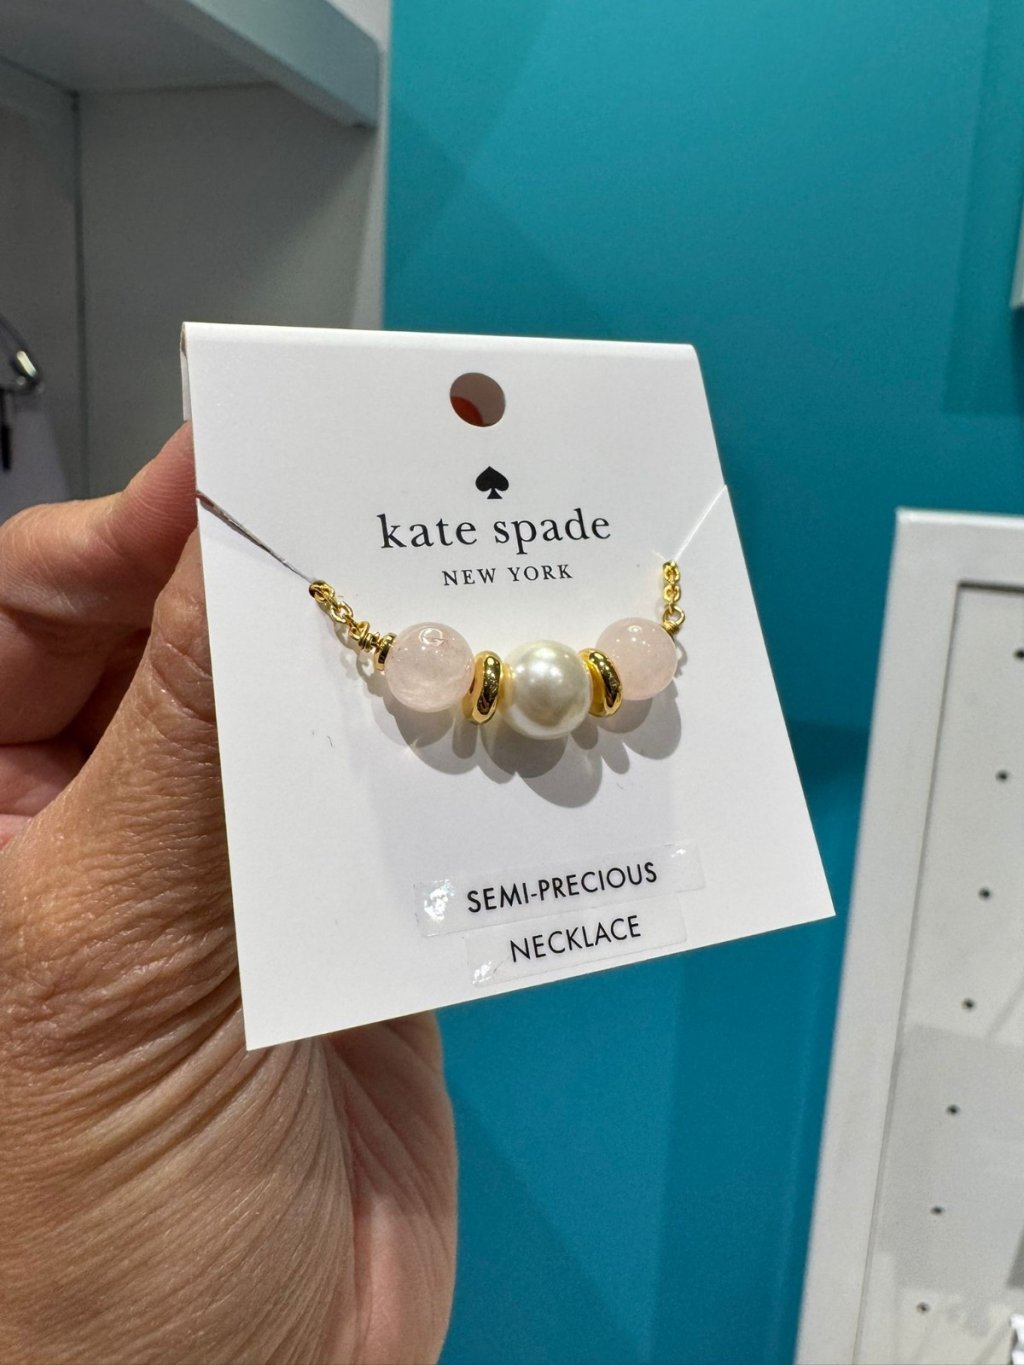 kate spade
NEW YORK
SEMI-PRECIOUS
NECKLACE